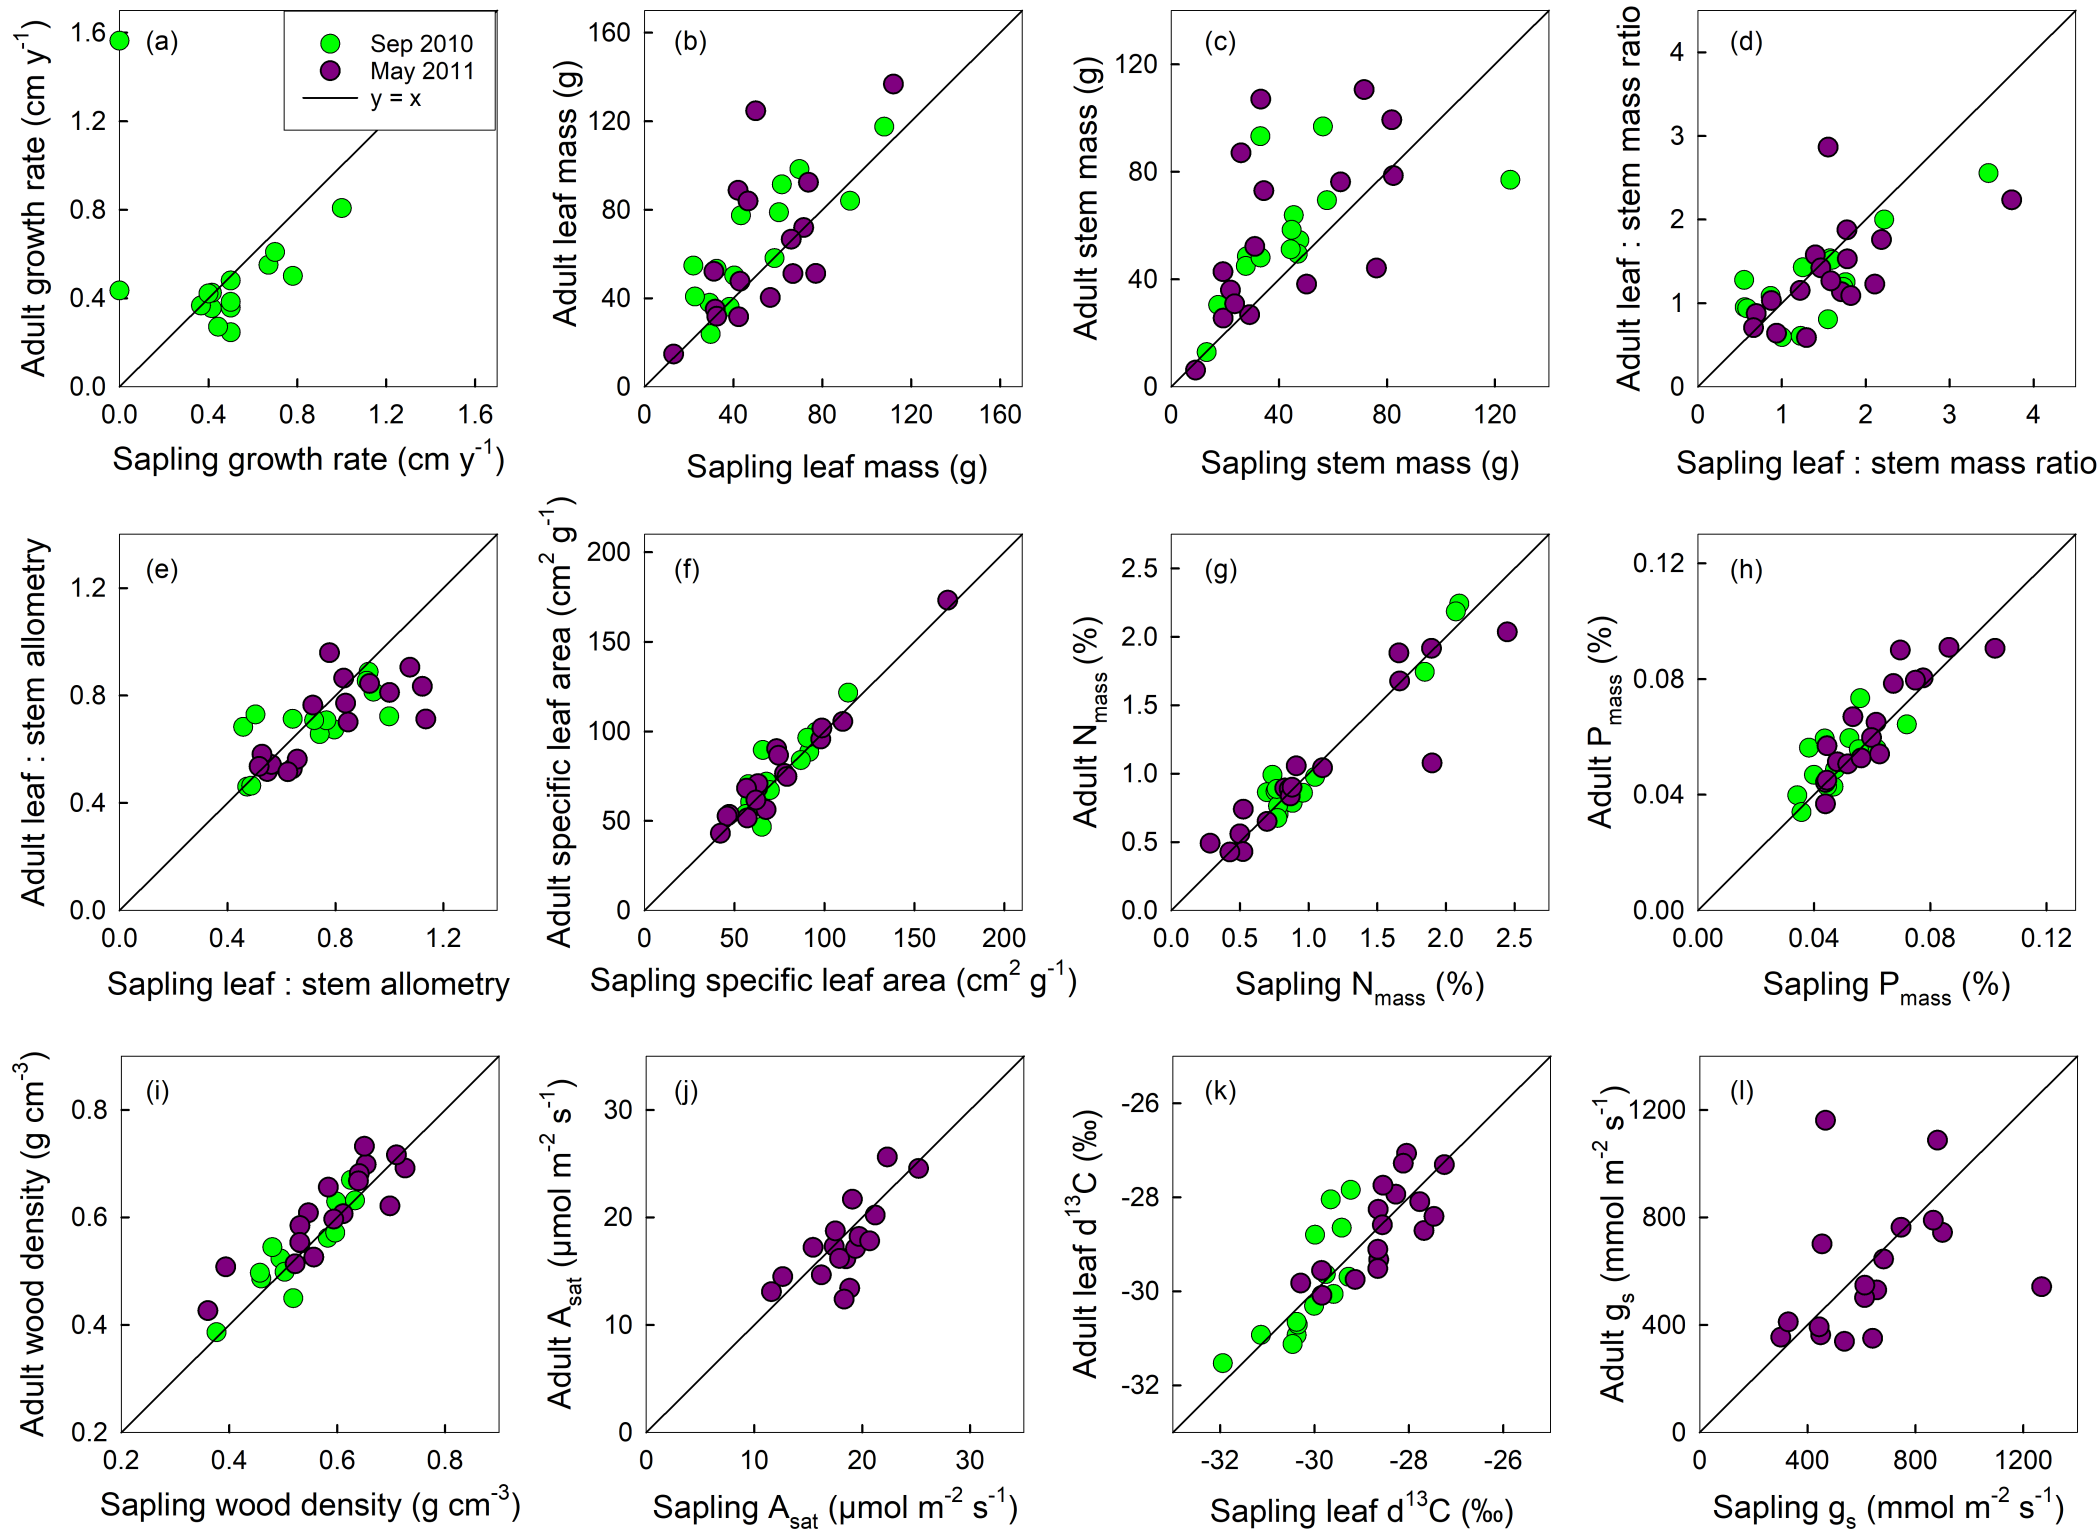 (a)
Sep 2010
May 2011
y = x
Adult growth rate (cm y-1)
1.6
1.2
0.8
0.4
0.0
0.0 0.4 0.8 1.2 1.6
Sapling growth rate (cm y-1)
(b)
Adult leaf mass (g)
160
120
80
40
0
0 40 80 120 160
Sapling leaf mass (g)
(c)
Adult stem mass (g)
120
80
40
0
0 40 80 120
Sapling stem mass (g)
(d)
Adult leaf : stem mass ratio
4
3
2
1
0
0 1 2 3 4
Sapling leaf : stem mass ratio
(e)
Adult leaf : stem allometry
1.2
0.8
0.4
0.0
0.0 0.4 0.8 1.2
Sapling leaf : stem allometry
(f)
Adult specific leaf area (cm2 g-1)
200
150
100
50
0
0 50 100 150 200
Sapling specific leaf area (cm2 g-1)
(g)
Adult Nmass (%)
2.5
2.0
1.5
1.0
0.5
0.0
0.0 0.5 1.0 1.5 2.0 2.5
Sapling Nmass (%)
(h)
Adult Pmass (%)
0.12
0.08
0.04
0.00
0.00 0.04 0.08 0.12
Sapling Pmass (%)
(i)
Adult wood density (g cm-3)
0.8
0.6
0.4
0.2
0.2 0.4 0.6 0.8
Sapling wood density (g cm-3)
(j)
Adult Asat (µmol m-2 s-1)
30
20
10
0
0 10 20 30
Sapling Asat (µmol m-2 s-1)
(k)
Adult leaf d13C (‰)
-26
-28
-30
-32
-32 -30 -28 -26
Sapling leaf d13C (‰)
(l)
Adult gs (mmol m-2 s-1)
1200
800
400
0
0 400 800 1200
Sapling gs (mmol m-2 s-1)